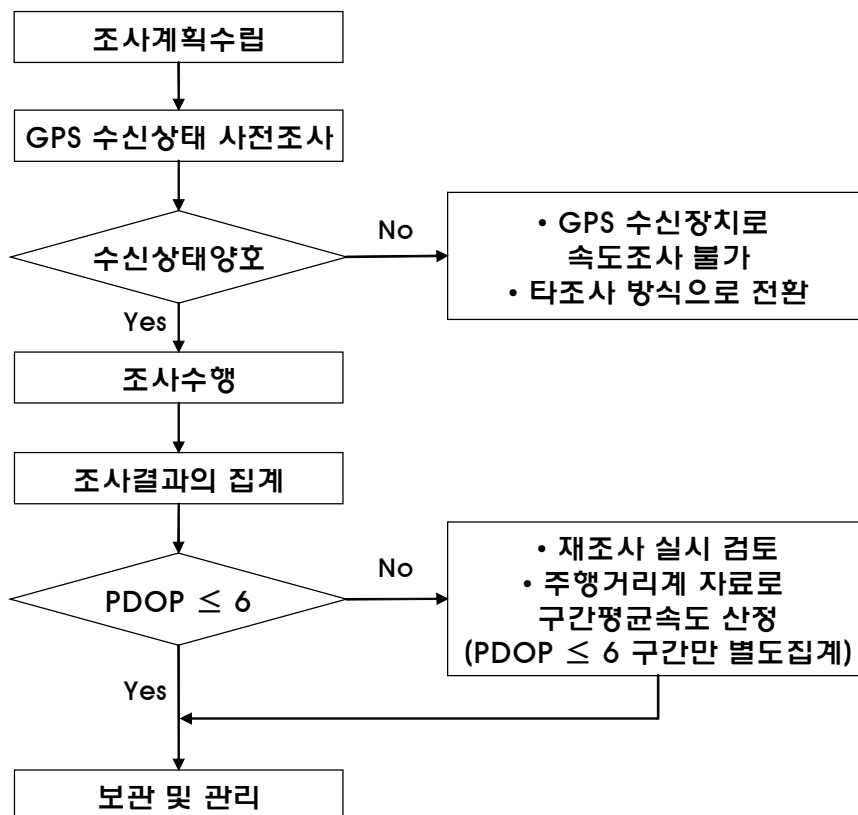 조사계획수립
GPS 수신상태 사전조사
수신상태양호
No
• GPS 수신장치로
속도조사 불가
• 타조사 방식으로 전환
Yes
조사수행
조사결과의 집계
PDOP ≤ 6
No
• 재조사 실시 검토
• 주행거리계 자료로
구간평균속도 산정
(PDOP ≤ 6 구간만 별도집계)
Yes
보관 및 관리